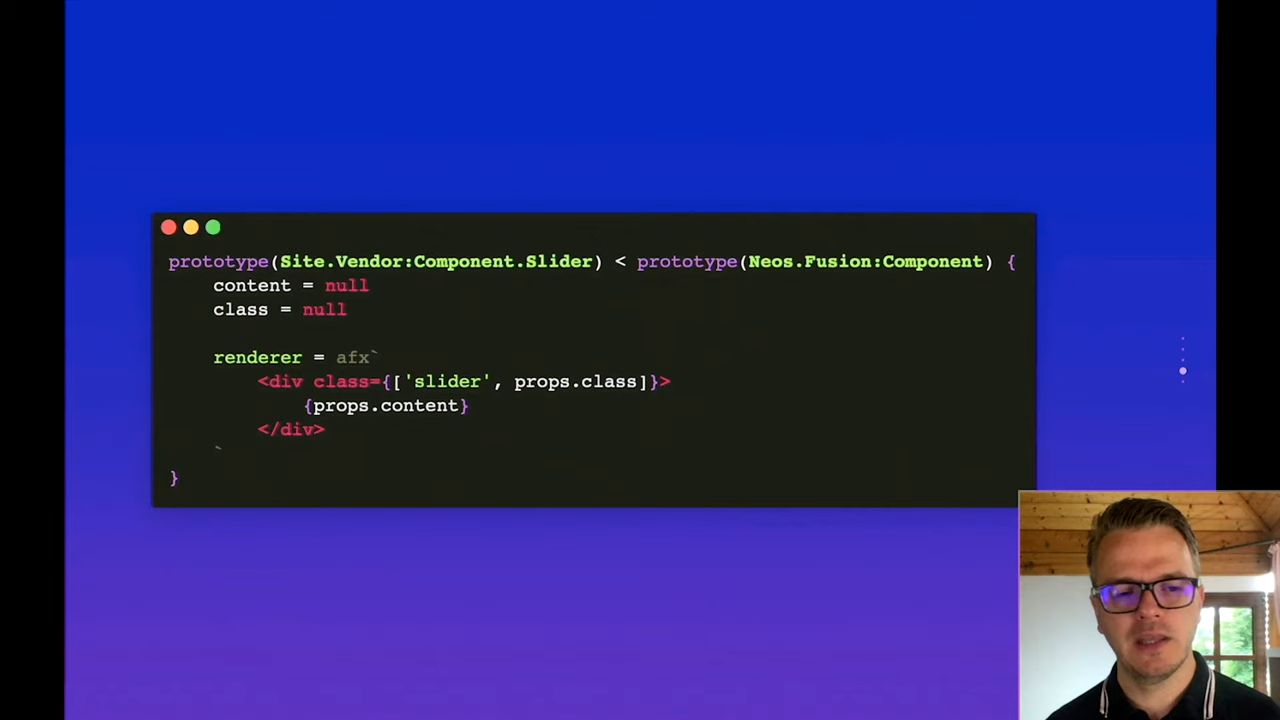 prototype(Site.Vendor:Component.Slider) < prototype(Neos.Fusion:Component) {
    content = null
    class = null

    renderer = afx`
        <div class={['slider', props.class]}>
            {props.content}
        </div>
    `
}